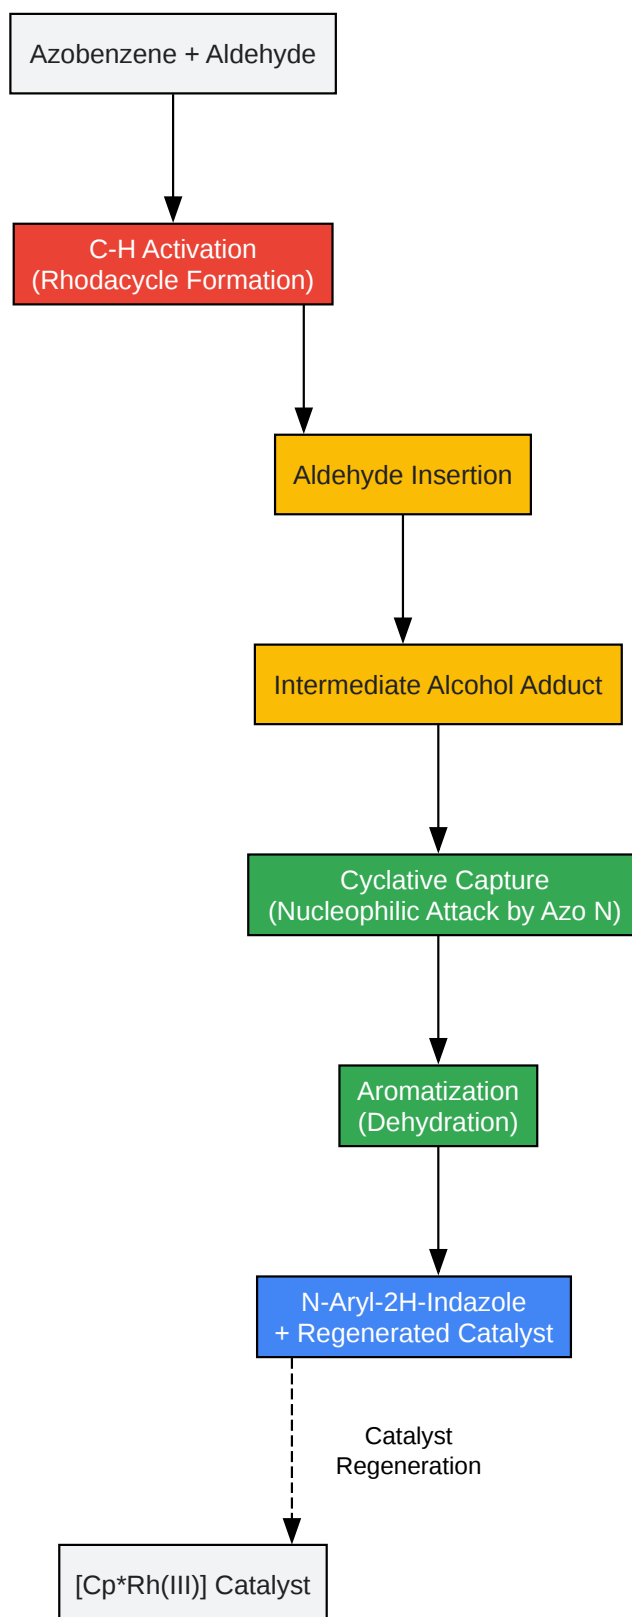 Azobenzene + Aldehyde
C-H Activation
(Rhodacycle Formation)
Aldehyde Insertion
Intermediate Alcohol Adduct
Cyclative Capture
(Nucleophilic Attack by Azo N)
Aromatization
(Dehydration)
N-Aryl-2H-Indazole
+ Regenerated Catalyst
Catalyst
Regeneration
[Cp*Rh(III)] Catalyst